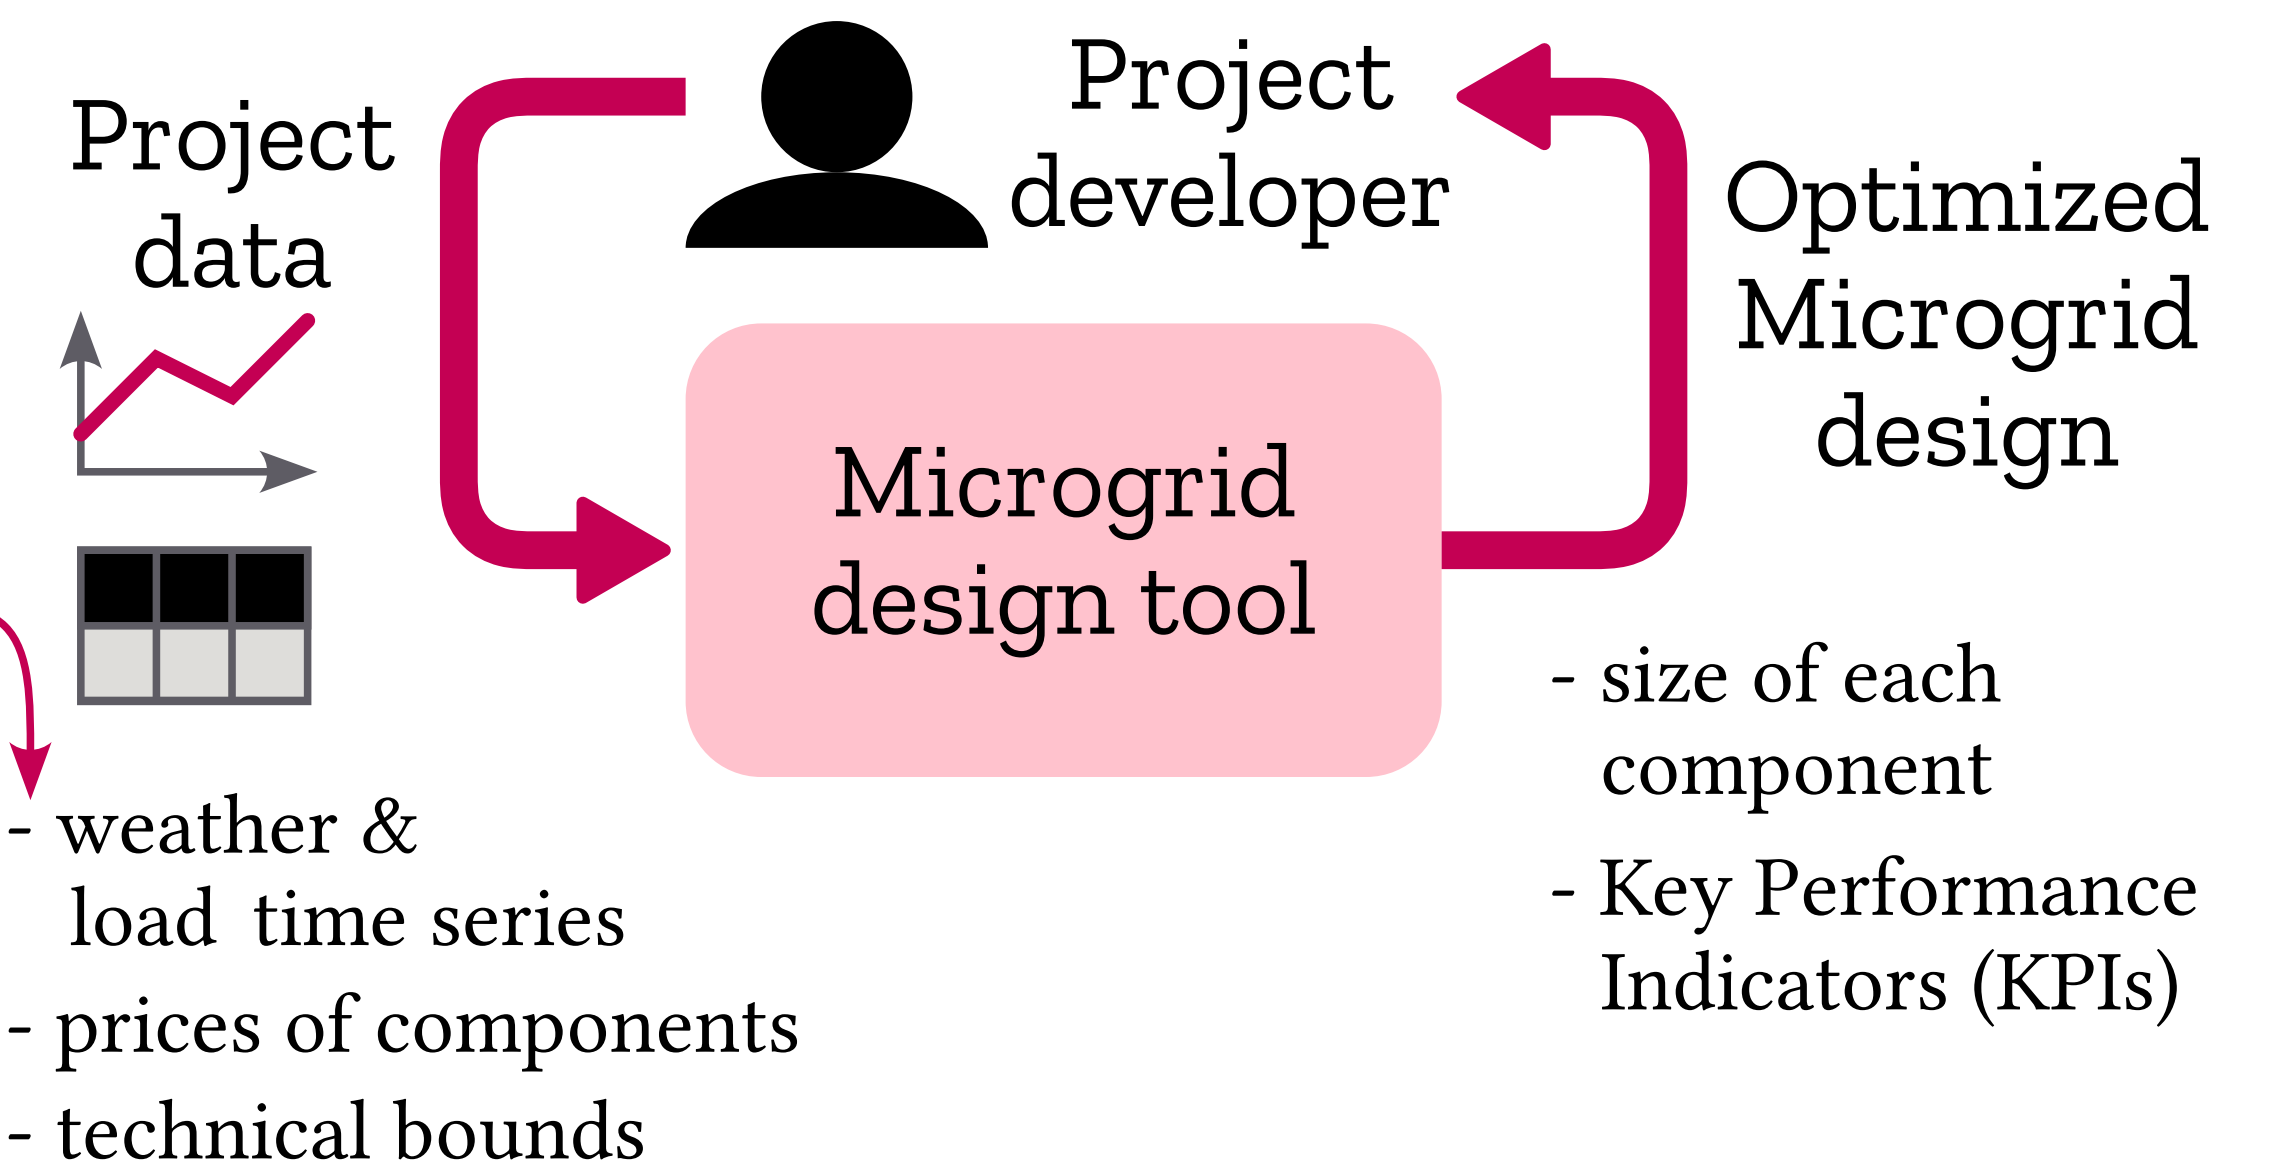 Project
data
Project
developer
Optimized
Microgrid
design
Microgrid
design tool
- weather &
load time series
- prices of components
- technical bounds
- size of each
component
- Key Performance
Indicators (KPIs)